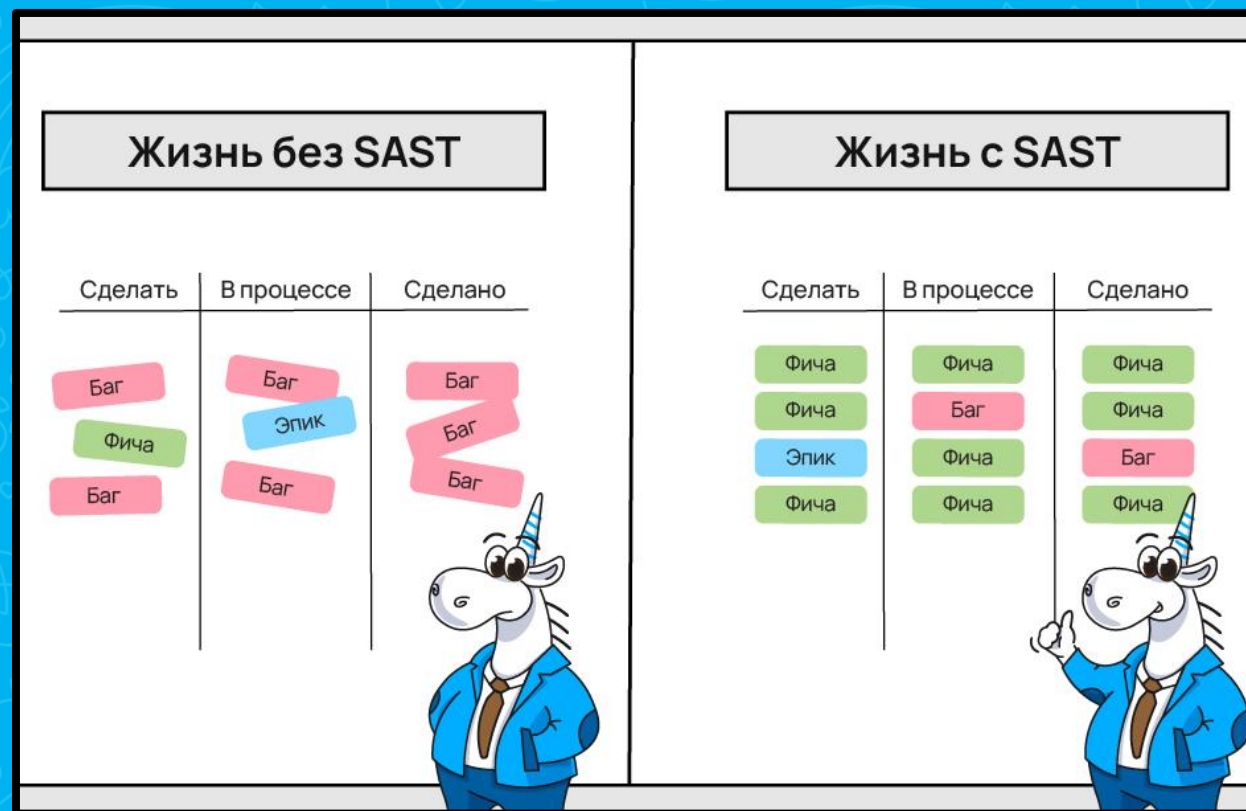 Жизнь без SAST
Сделать В процессе Сделано
Баг Баг Баг
Фича Эпик Баг
Баг Баг Баг
Жизнь с SAST
Сделать В процессе Сделано
Фича Фича Фича
Фича Баг Фича
Эпик Фича Баг
Фича Фича Фича